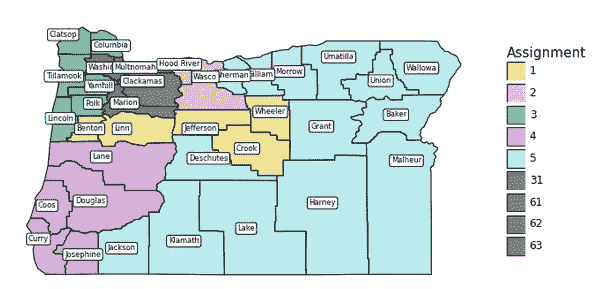 Clatsop
Columbia
Tillamook
Washin
Multnomah
Hood River
Umatilla
Wallowa
Yamhill
Clackamas
Wasco
herman
illiam
Morrow
Union
Polk
Marion
Lincoln
Benton
Linn
Jefferson
Wheeler
Grant
Baker
Lane
Deschutes
Crook
Malheur
Coos
Douglas
Harney
Curry
Josephine
Jackson
Klamath
Lake
Assignment
1
2
3
4
5
31
61
62
63